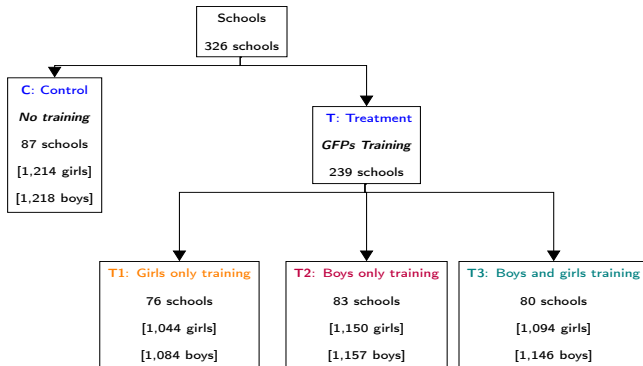 Schools
326 schools
C: Control
No training
87 schools
[1,214 girls]
[1,218 boys]
T: Treatment
GFPs Training
239 schools
T1: Girls only training
76 schools
[1,044 girls]
[1,084 boys]
T2: Boys only training
83 schools
[1,150 girls]
[1,157 boys]
T3: Boys and girls training
80 schools
[1,094 girls]
[1,146 boys]